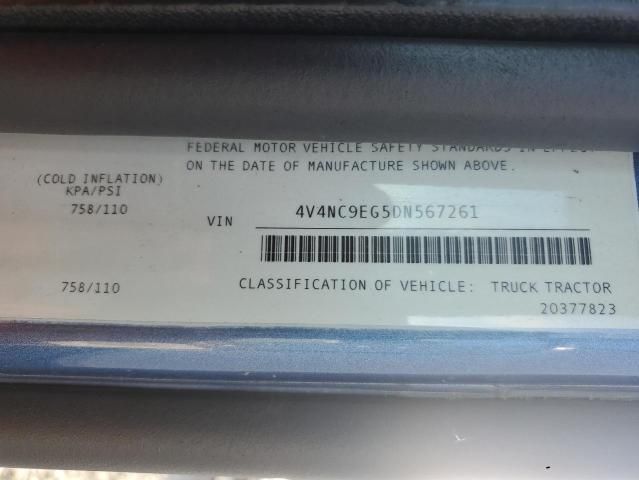 FEDERAL MOTOR VEHICLE SAFETY STANDARDS IN EFFECT
ON THE DATE OF MANUFACTURE SHOWN ABOVE.
(COLD INFLATION)
KPA/PSI
758/110
VIN 4V4NC9EG5DN567261
758/110
CLASSIFICATION OF VEHICLE: TRUCK TRACTOR
20377823